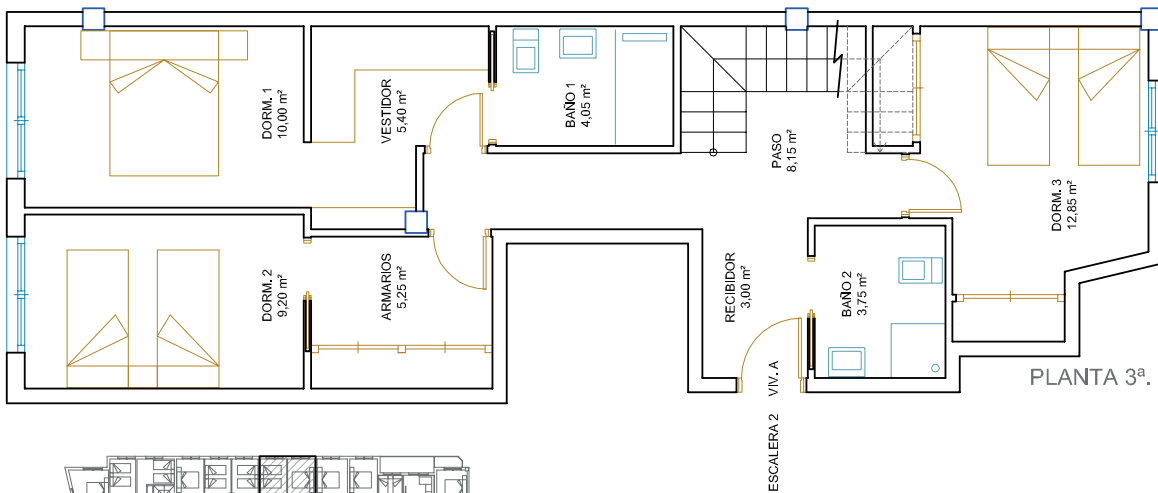 DORM. 1
10,00 m²
VESTIDOR
5,40 m²
BAÑO 1
4,05 m²
PASO
8,15 m²
DORM. 3
12,85 m²
DORM. 2
9,20 m²
ARMARIOS
5,25 m²
RECIBIDOR
3,00 m²
BAÑO 2
3,75 m²
ESCALERA 2 VIV. A
PLANTA 3ª.